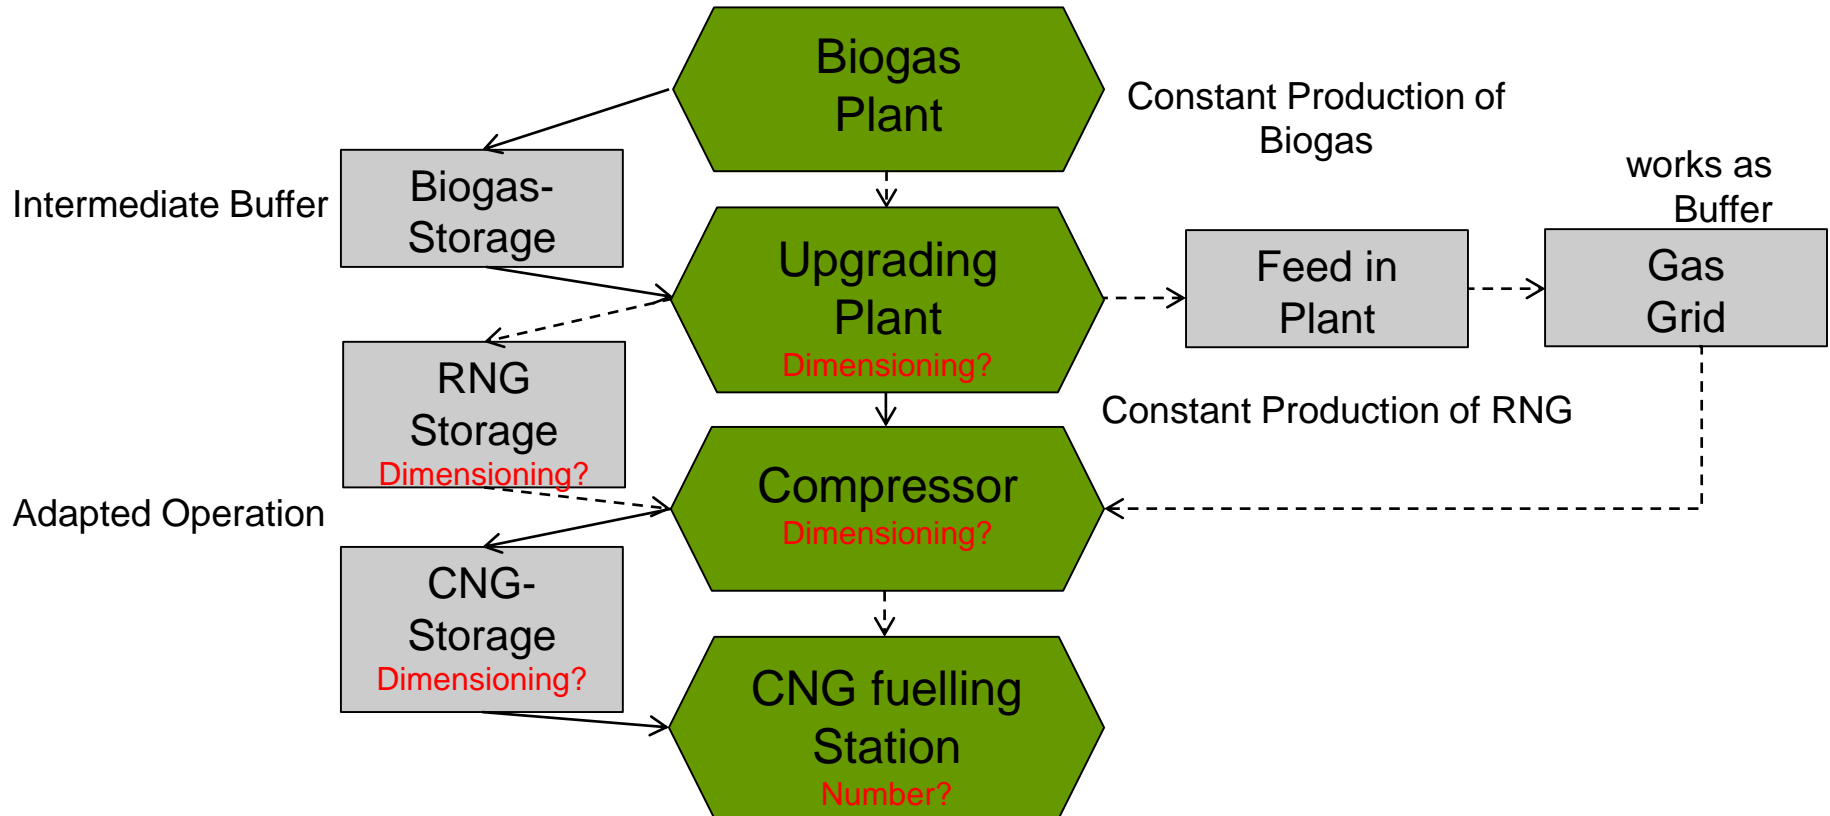 Biogas
Plant
Constant Production of
Biogas
works as
Buffer
Intermediate Buffer
Biogas-
Storage
Upgrading
Plant
Dimensioning?
Feed in
Plant
Gas
Grid
RNG
Storage
Dimensioning?
Constant Production of RNG
Adapted Operation
Compressor
Dimensioning?
CNG-
Storage
Dimensioning?
CNG fuelling
Station
Number?